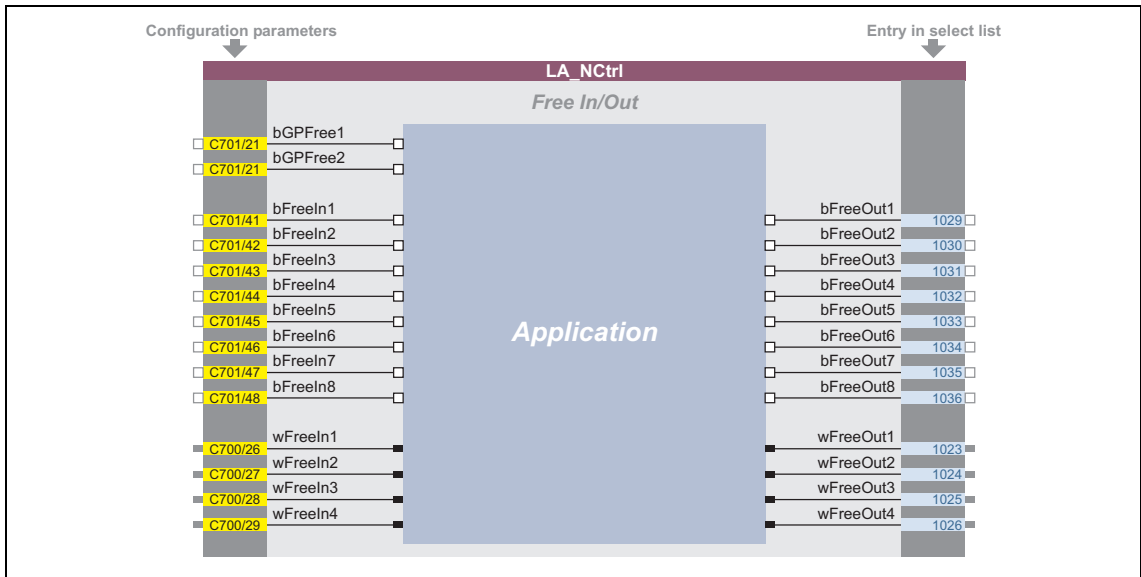 Configuration parameters Entry in select list
LA_NCtrl
Free In/Out
bGPFree1
C701/21
bGPFree2
C701/21
bFreeIn1 bFreeOut1
C701/41 1029
bFreeIn2 bFreeOut2
C701/42 1030
bFreeIn3 bFreeOut3
C701/43 1031
bFreeIn4 bFreeOut4
C701/44 1032
bFreeIn5 bFreeOut5
C701/45 1033
bFreeIn6 bFreeOut6
Application
C701/46 1034
bFreeIn7 bFreeOut7
C701/47 1035
bFreeIn8 bFreeOut8
C701/48 1036
wFreeIn1 wFreeOut1
C700/26 1023
wFreeIn2 wFreeOut2
C700/27 1024
wFreeIn3 wFreeOut3
C700/28 1025
wFreeIn4 wFreeOut4
C700/29 1026